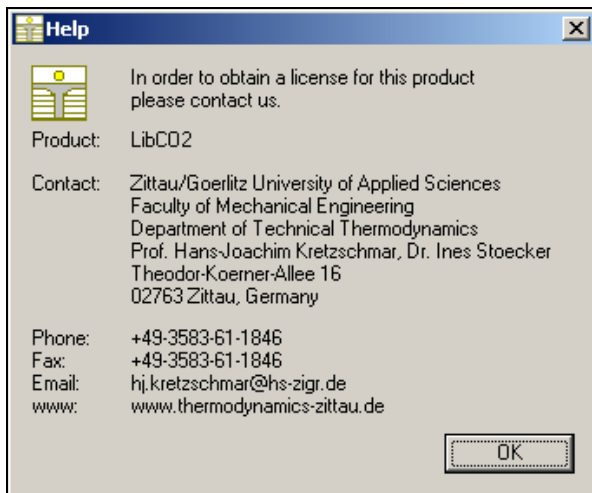 Help
In order to obtain a license for this product
please contact us.
Product: LibCO2
Contact: Zittau/Goerlitz University of Applied Sciences
Faculty of Mechanical Engineering
Department of Technical Thermodynamics
Prof. Hans-Joachim Kretzschmar, Dr. Ines Stoecker
Theodor-Koerner-Allee 16
02763 Zittau, Germany
Phone: +49-3583-61-1846
Fax: +49-3583-61-1846
Email: hj.kretzschmar@hs-zigr.de
www: www.thermodynamics-zittau.de
OK